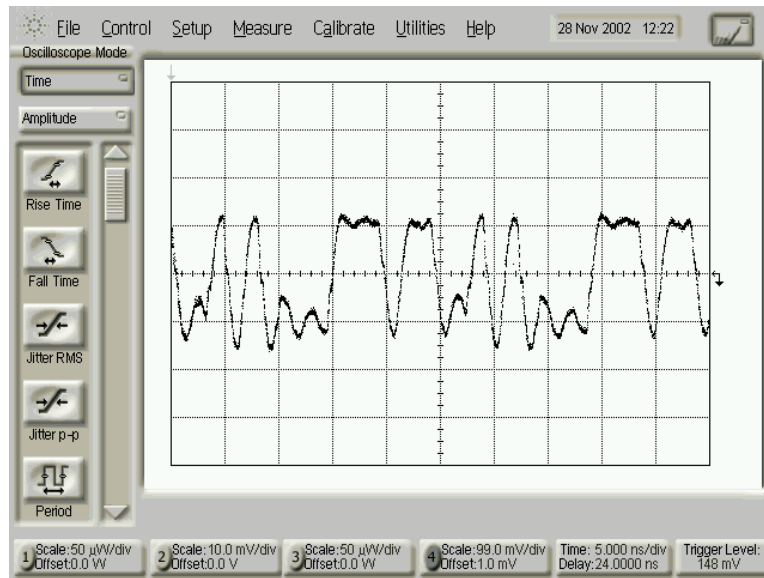 File Control Setup Measure Calibrate Utilities Help 28 Nov 2002 12:22
Oscilloscope Mode
Time
Amplitude
Rise Time
Fall Time
Jitter RMS
Jitter p-p
Period
1 Scale:50 µW/div
Offset:0.0 W
2 Scale:10.0 mV/div
Offset:0.0 V
3 Scale:50 µW/div
Offset:0.0 W
4 Scale:99.0 mV/div
Offset:1.0 mV
Time: 5.000 ns/div
Delay:24.0000 ns
Trigger Level:
148 mV